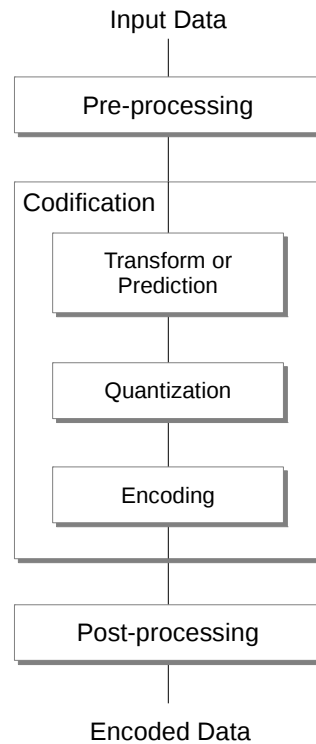 Input Data
Pre-processing
Codification
Transform or
Prediction
Quantization
Encoding
Post-processing
Encoded Data